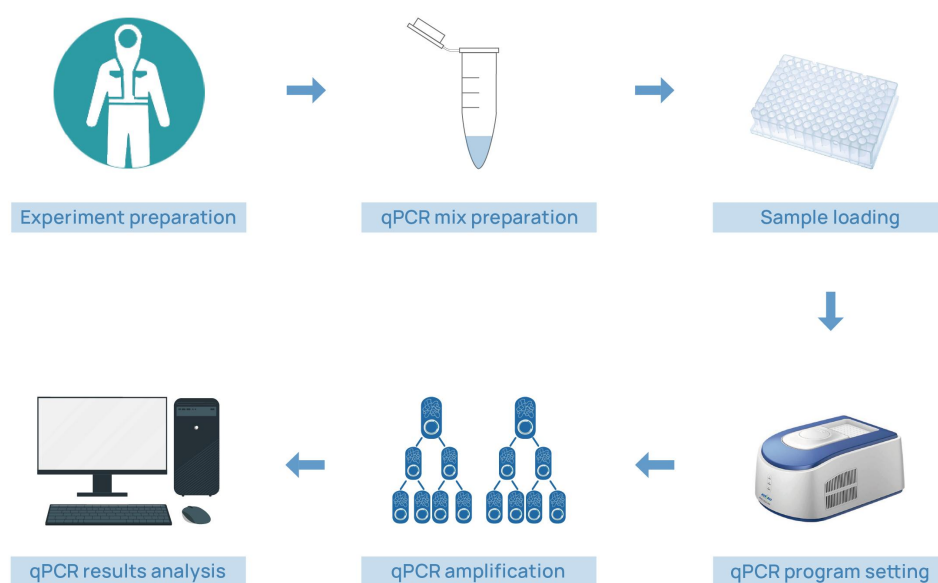 Experiment preparation
qPCR mix preparation
Sample loading
qPCR results analysis
qPCR amplification
qPCR program setting